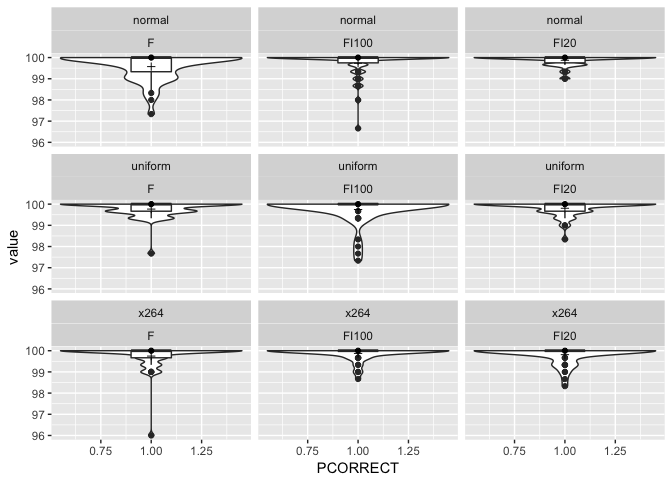 normal normal normal
F FI100 FI20
100
99
98
97
96
uniform uniform uniform
F FI100 FI20
100
99
98
97
96
value
x264 x264 x264
F FI100 FI20
100
99
98
97
96
0.75 1.00 1.25 0.75 1.00 1.25 0.75 1.00 1.25
PCORRECT